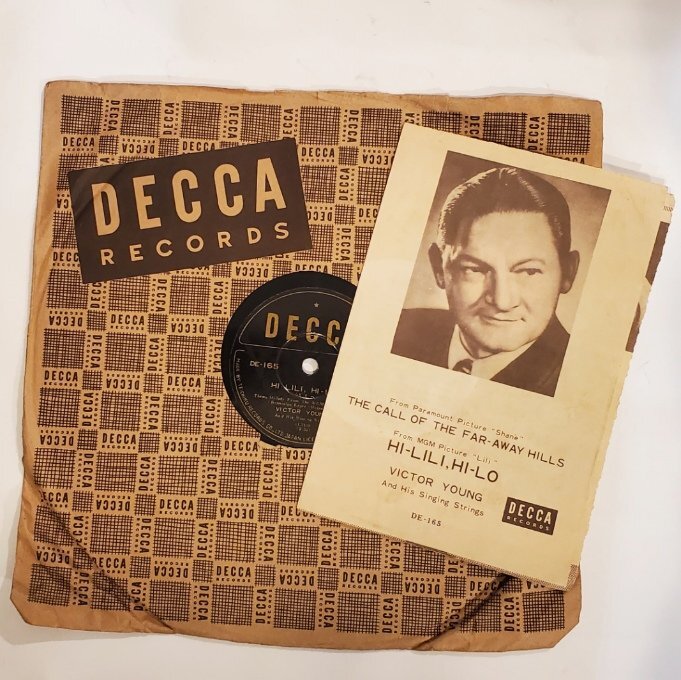 DECCA
RECORDS
DECCA
DE-165
HI-LILI, HI-L
VICTOR YOUNG
From Paramount Picture "Shane"
THE CALL OF THE FAR-AWAY HILLS
From MGM Picture "Lili"
HI-LILI, HI-LO
VICTOR YOUNG
And His Singing Strings
DE-165
DECCA
RECORDS